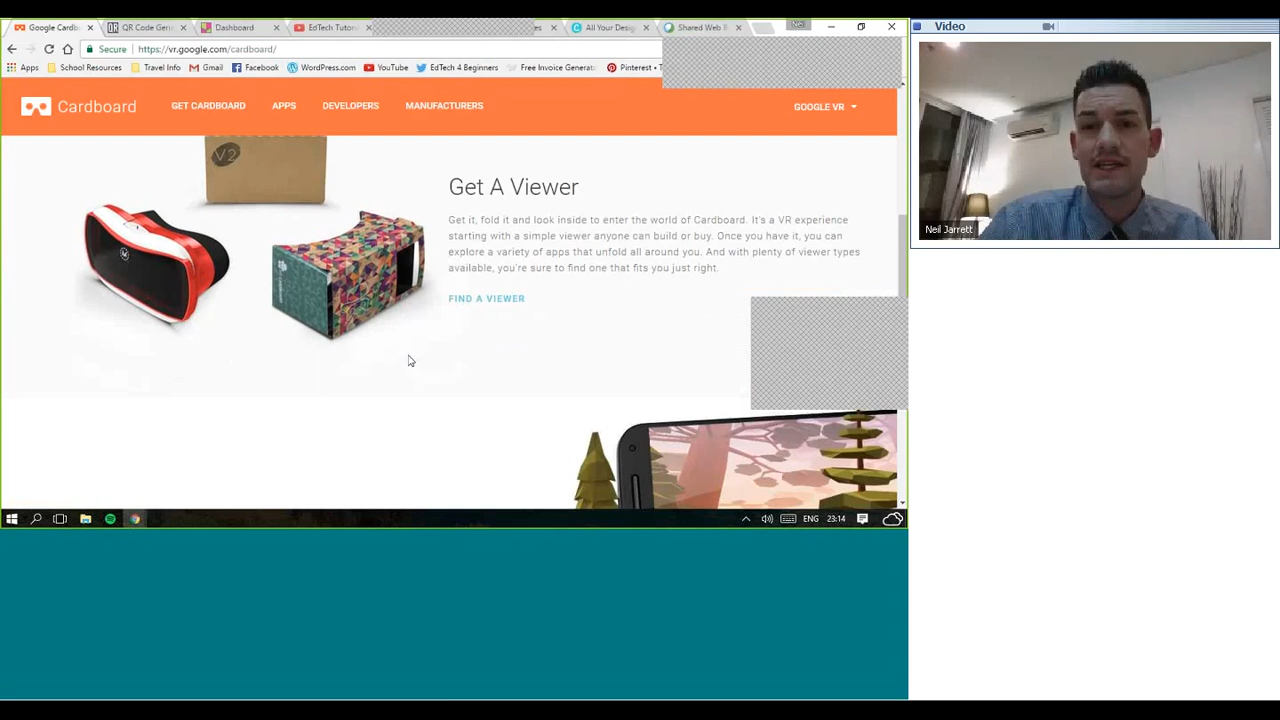 Google Cardb
QR Code Gen
Dashboard
EdTech Tutori
es
All Your Desig
Shared Web R
Neil
Secure
https://vr.google.com/cardboard/
Apps
School Resources
Travel Info
Gmail
Facebook
WordPress.com
YouTube
EdTech 4 Beginners
Free Invoice Generat
Pinterest •
Cardboard
GET CARDBOARD
APPS
DEVELOPERS
MANUFACTURERS
GOOGLE VR
V2
Get A Viewer
Get it, fold it and look inside to enter the world of Cardboard. It's a VR experience
starting with a simple viewer anyone can build or buy. Once you have it, you can
explore a variety of apps that unfold all around you. And with plenty of viewer types
available, you're sure to find one that fits you just right.
FIND A VIEWER
ENG
23:14
Video
Neil Jarrett